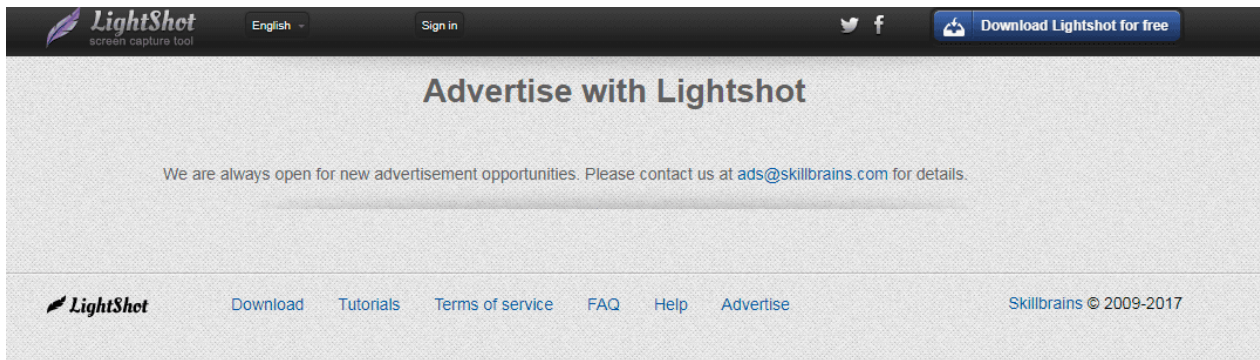 LightShot
screen capture tool
English
Sign in
Download Lightshot for free
Advertise with Lightshot
We are always open for new advertisement opportunities. Please contact us at ads@skillbrains.com for details.
LightShot
Download Tutorials Terms of service FAQ Help Advertise
Skillbrains © 2009-2017